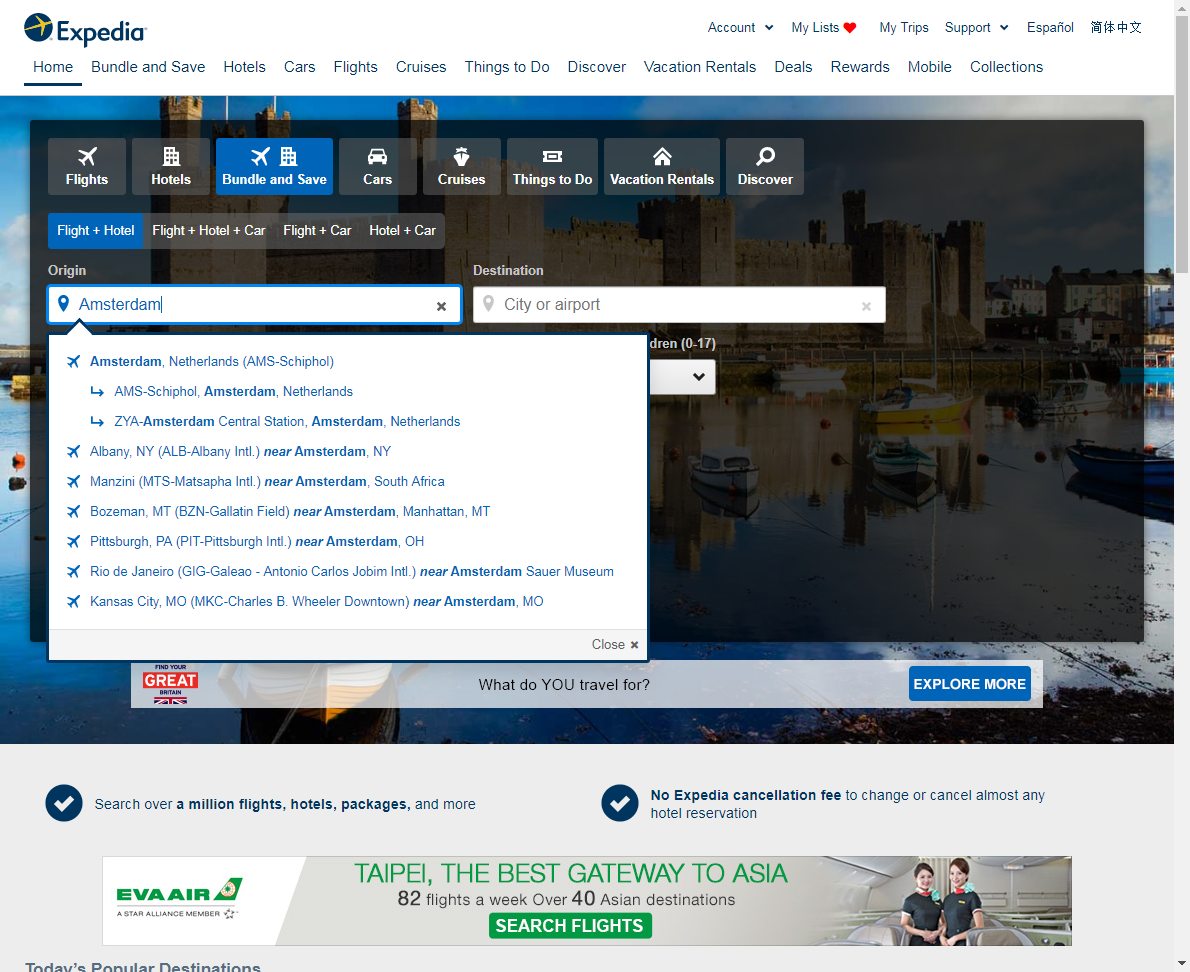 Expedia
Account
My Lists
My Trips
Support
Español
简体中文
Home
Bundle and Save
Hotels
Cars
Flights
Cruises
Things to Do
Discover
Vacation Rentals
Deals
Rewards
Mobile
Collections
Flights
Hotels
Bundle and Save
Cars
Cruises
Things to Do
Vacation Rentals
Discover
Flight + Hotel
Flight + Hotel + Car
Flight + Car
Hotel + Car
Origin
Destination
Amsterdam
City or airport
dren (0-17)
Amsterdam, Netherlands (AMS-Schiphol)
AMS-Schiphol, Amsterdam, Netherlands
ZYA-Amsterdam Central Station, Amsterdam, Netherlands
Albany, NY (ALB-Albany Intl.) near Amsterdam, NY
Manzini (MTS-Matsapha Intl.) near Amsterdam, South Africa
Bozeman, MT (BZN-Gallatin Field) near Amsterdam, Manhattan, MT
Pittsburgh, PA (PIT-Pittsburgh Intl.) near Amsterdam, OH
Rio de Janeiro (GIG-Galeao - Antonio Carlos Jobim Intl.) near Amsterdam Sauer Museum
Kansas City, MO (MKC-Charles B. Wheeler Downtown) near Amsterdam, MO
Close
FIND YOUR
GREAT
BRITAIN
What do YOU travel for?
EXPLORE MORE
Search over a million flights, hotels, packages, and more
No Expedia cancellation fee to change or cancel almost any
hotel reservation
EVA AIR
A STAR ALLIANCE MEMBER
TAIPEI, THE BEST GATEWAY TO ASIA
82 flights a week Over 40 Asian destinations
SEARCH FLIGHTS
Today's Popular Destinations